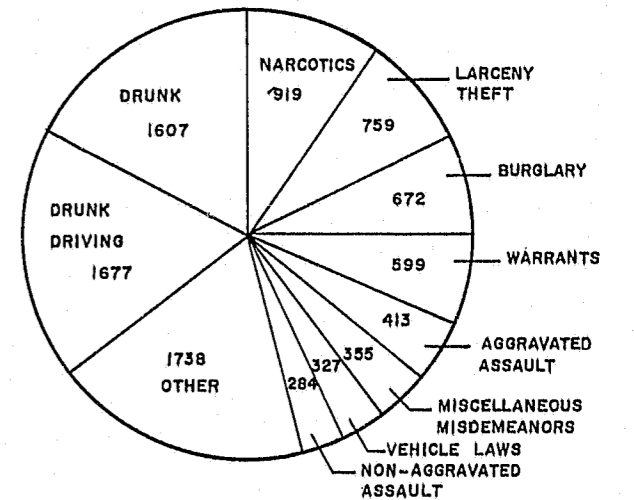 NARCOTICS
919
LARCENY
THEFT
759
BURGLARY
672
WARRANTS
599
AGGRAVATED
ASSAULT
413
MISCELLANEOUS
MISDEMEANORS
355
VEHICLE LAWS
327
NON-AGGRAVATED
ASSAULT
284
1738
OTHER
DRUNK
DRIVING
1677
DRUNK
1607